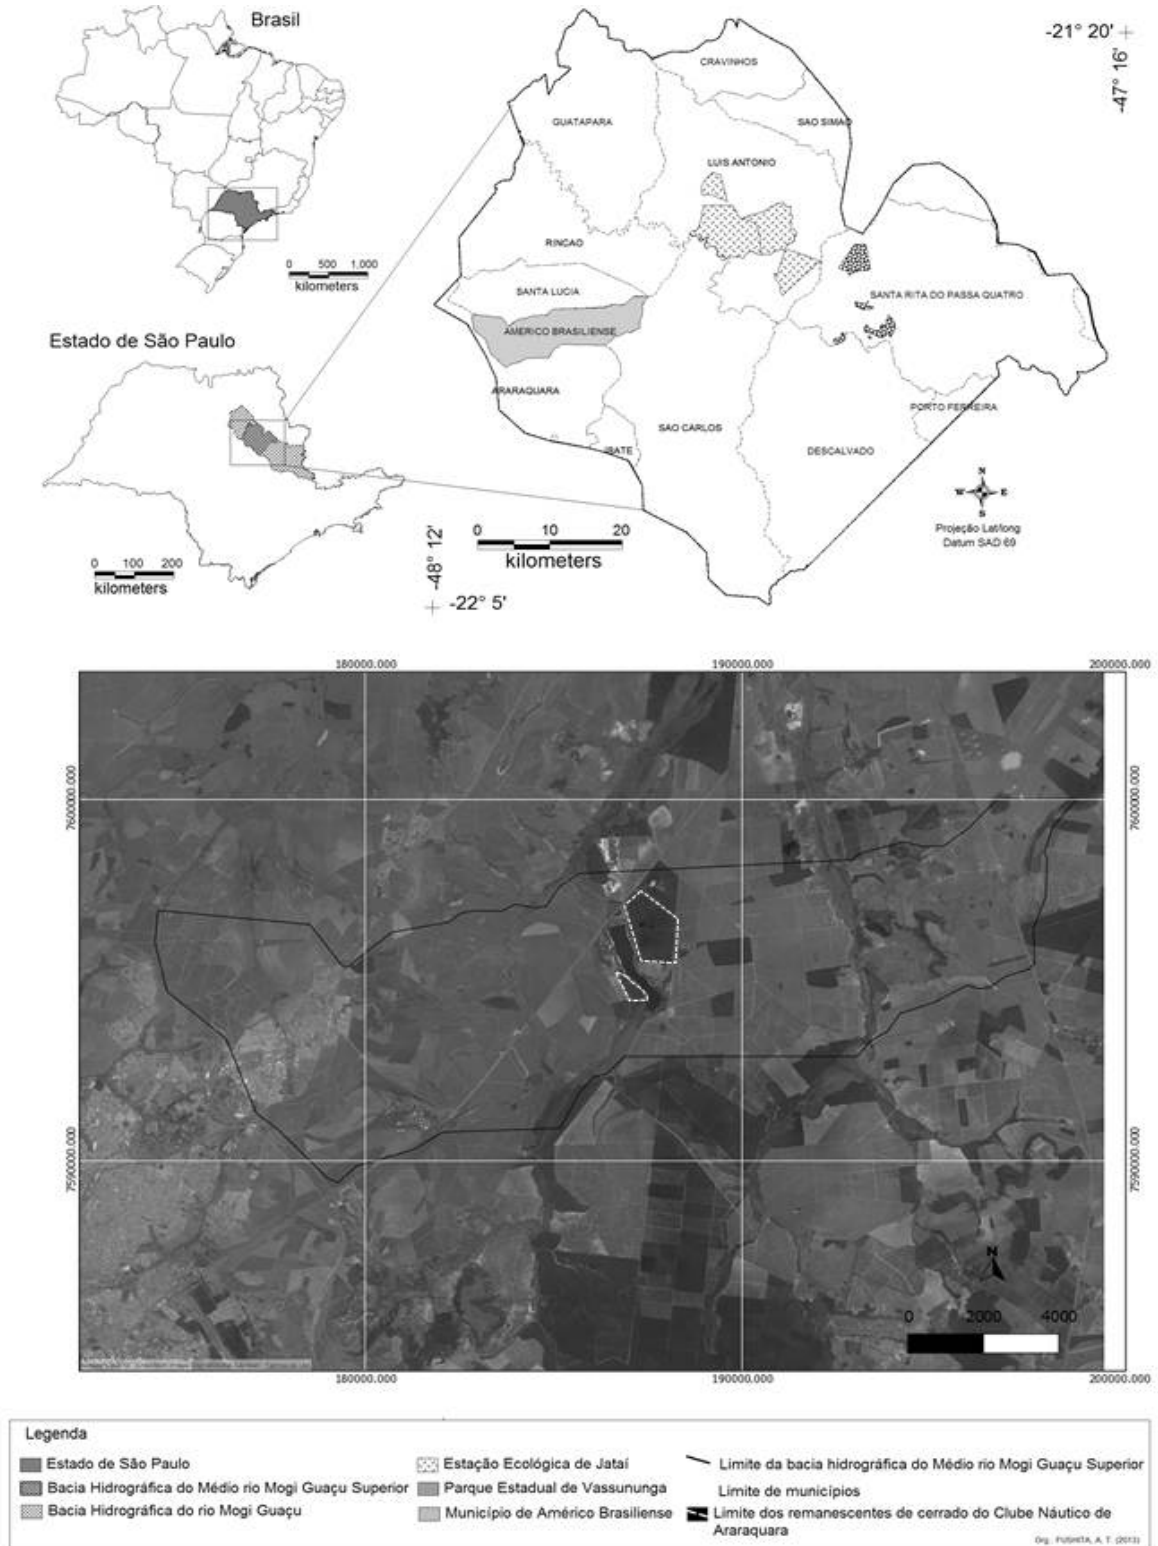 Brasil
-21° 20'
-47° 16'
CRAVINHOS
GUATAPARA
SAO SIMAO
LUIS ANTONIO
RINCAO
SANTA LUCIA
SANTA RITA DO PASSA QUATRO
AMÉRICO BRASILIENSE
0 500 1.000
kilometers
Estado de São Paulo
ARARAQUARA
PORTO FERREIRA
SAO CARLOS
IBATE
DESCALVADO
N
W E
S
Projeção Lat/long
Datum SAD 69
0 10 20
kilometers
0 100 200
kilometers
-48° 12'
-22° 5'
180000.000 190000.000 200000.000
7600000.000 7600000.000
7590000.000 7590000.000
N
0 2000 4000
180000.000 190000.000 200000.000
Legenda
Estado de São Paulo
Bacia Hidrográfica do Médio rio Mogi Guaçu Superior
Bacia Hidrográfica do rio Mogi Guaçu
Estação Ecológica de Jataí
Parque Estadual de Vassununga
Município de Américo Brasiliense
Limite da bacia hidrográfica do Médio rio Mogi Guaçu Superior
Limite de municípios
Limite dos remanescentes de cerrado do Clube Náutico de
Araraquara
Org.: FUSHITA, A. T. (2013)